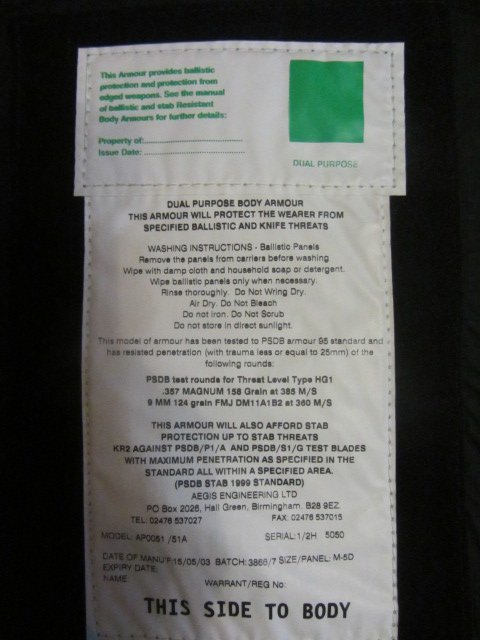 This Armour provides ballistic
protection and protection from
edged weapons. See the manual
of ballistic and stab Resistant
Body Armours for further details:
Property of:..............................
Issue Date: ..............................
DUAL PURPOSE
DUAL PURPOSE BODY ARMOUR
THIS ARMOUR WILL PROTECT THE WEARER FROM
SPECIFIED BALLISTIC AND KNIFE THREATS
WASHING INSTRUCTIONS - Ballistic Panels
Remove the panels from carriers before washing
Wipe with damp cloth and household soap or detergent.
Wipe ballistic panels only when necessary.
Rinse thoroughly. Do Not Wring Dry.
Air Dry. Do Not Bleach
Do not iron. Do Not Scrub
Do not store in direct sunlight.
This model of armour has been tested to PSDB armour 95 standard and
has resisted penetration (with trauma less or equal to 25mm) of the
following rounds:
PSDB test rounds for Threat Level Type HG1
.357 MAGNUM 158 Grain at 385 M/S
9 MM 124 grain FMJ DM11A1B2 at 360 M/S
THIS ARMOUR WILL ALSO AFFORD STAB
PROTECTION UP TO STAB THREATS
KR2 AGAINST PSDB/P1/A AND PSDB/S1/G TEST BLADES
WITH MAXIMUM PENETRATION AS SPECIFIED IN THE
STANDARD ALL WITHIN A SPECIFIED AREA.
(PSDB STAB 1999 STANDARD)
AEGIS ENGINEERING LTD
PO Box 2026, Hall Green, Birmingham. B28 9EZ
TEL: 02476 537027 FAX: 02476 537015
MODEL: AP0051 /51A SERIAL: 1/2H 5050
DATE OF MANU'F: 15/05/03 BATCH: 3866/7 SIZE/PANEL: M-5D
EXPIRY DATE:
NAME: WARRANT/REG No:
THIS SIDE TO BODY